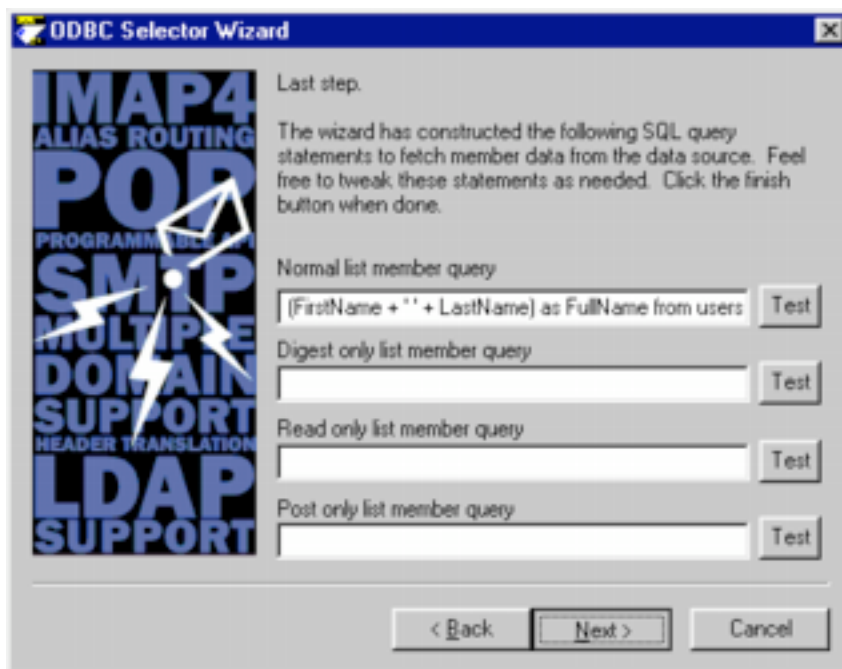 ODBC Selector Wizard
IMAP4
ALIAS ROUTING
POP
PROGRAMMABLE API
SMTP
MULTIPLE
DOMAIN
SUPPORT
HEADER TRANSLATION
LDAP
SUPPORT
Last step.
The wizard has constructed the following SQL query
statements to fetch member data from the data source. Feel
free to tweak these statements as needed. Click the finish
button when done.
Normal list member query
(FirstName + ' ' + LastName) as FullName from users
Test
Digest only list member query
Test
Read only list member query
Test
Post only list member query
Test
< Back
Next >
Cancel